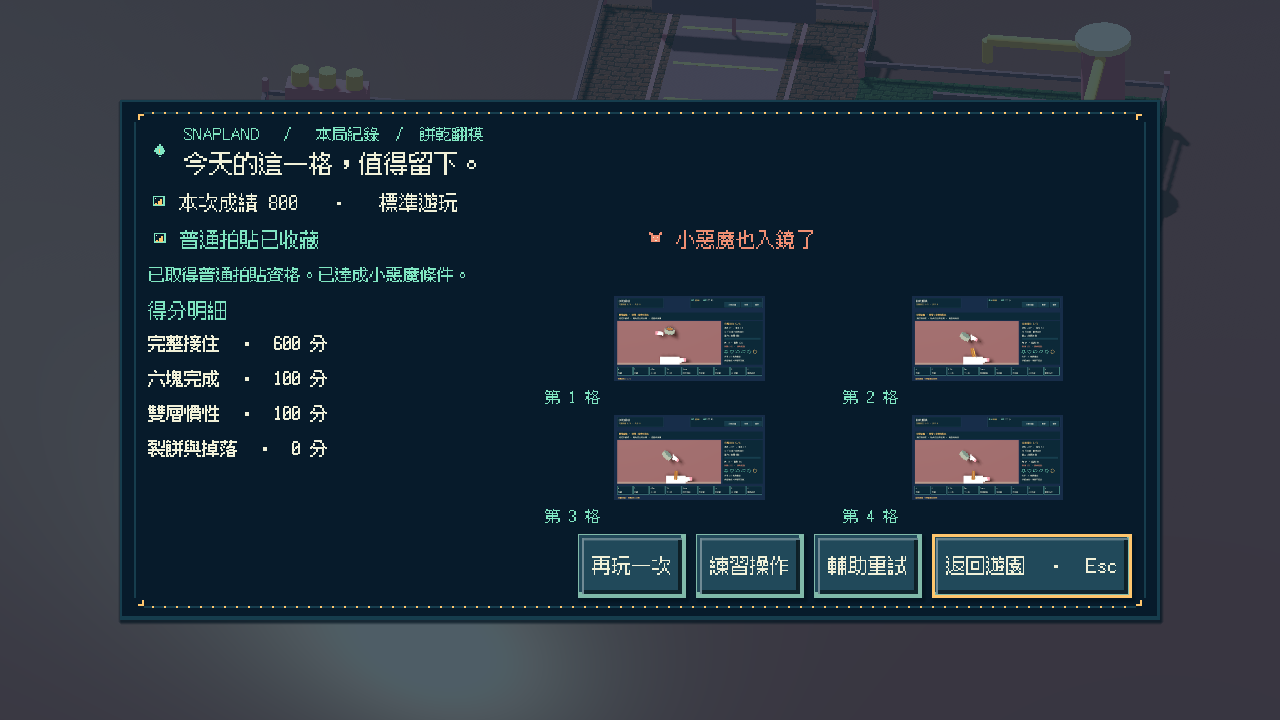 SNAPLAND / 本局紀錄 / 餅乾翻模
今天的這一格，值得留下。
本次成績 800 · 標準遊玩
普通拍貼已收藏
小惡魔也入鏡了
已取得普通拍貼資格。已達成小惡魔條件。
得分明細
完整接住 · 600 分
六塊完成 · 100 分
雙層慣性 · 100 分
裂餅與掉落 · 0 分
第 1 格
第 2 格
第 3 格
第 4 格
再玩一次
練習操作
輔助重試
返回遊園 · Esc